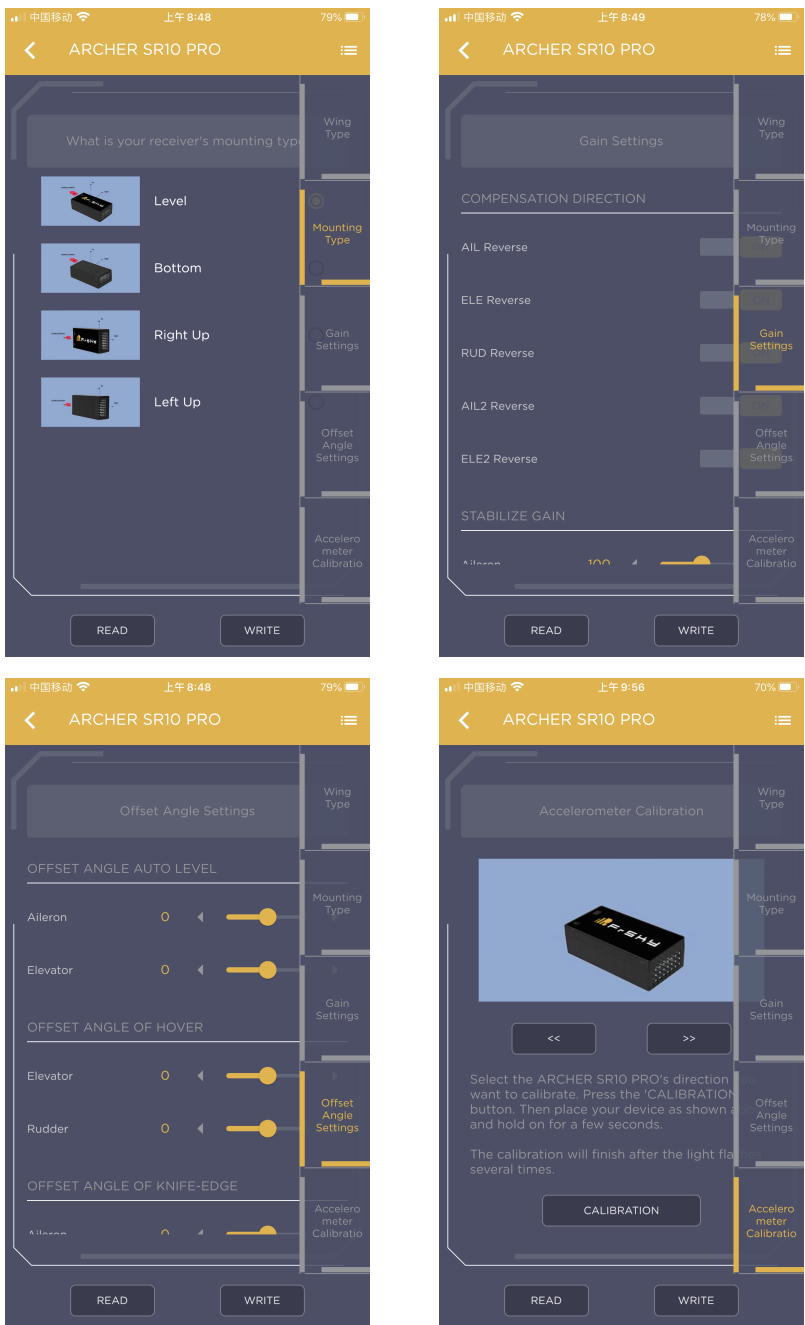 中国移动 上午 8:48 79%
ARCHER SR10 PRO
What is your receiver's mounting typ
Level
Bottom
Right Up
Left Up
Wing
Type
Mounting
Type
Gain
Settings
Offset
Angle
Settings
Accelero
meter
Calibratio
READ WRITE
中国移动 上午 8:49 78%
ARCHER SR10 PRO
Gain Settings
COMPENSATION DIRECTION
AIL Reverse
ELE Reverse ON
RUD Reverse
AIL2 Reverse ON
ELE2 Reverse
STABILIZE GAIN
Aileron 100
Wing
Type
Mounting
Type
Gain
Settings
Offset
Angle
Settings
Accelero
meter
Calibratio
READ WRITE
中国移动 上午 8:48 79%
ARCHER SR10 PRO
Offset Angle Settings
OFFSET ANGLE AUTO LEVEL
Aileron 0
Elevator 0
OFFSET ANGLE OF HOVER
Elevator 0
Rudder 0
OFFSET ANGLE OF KNIFE-EDGE
Aileron 0
Wing
Type
Mounting
Type
Gain
Settings
Offset
Angle
Settings
Accelero
meter
Calibratio
READ WRITE
中国移动 上午 9:56 70%
ARCHER SR10 PRO
Accelerometer Calibration
FrSKY
<< >>
Select the ARCHER SR10 PRO's direction
want to calibrate. Press the 'CALIBRATION
button. Then place your device as shown
and hold on for a few seconds.
The calibration will finish after the light
several times.
CALIBRATION
Wing
Type
Mounting
Type
Gain
Settings
Offset
Angle
Settings
Accelero
meter
Calibratio
READ WRITE